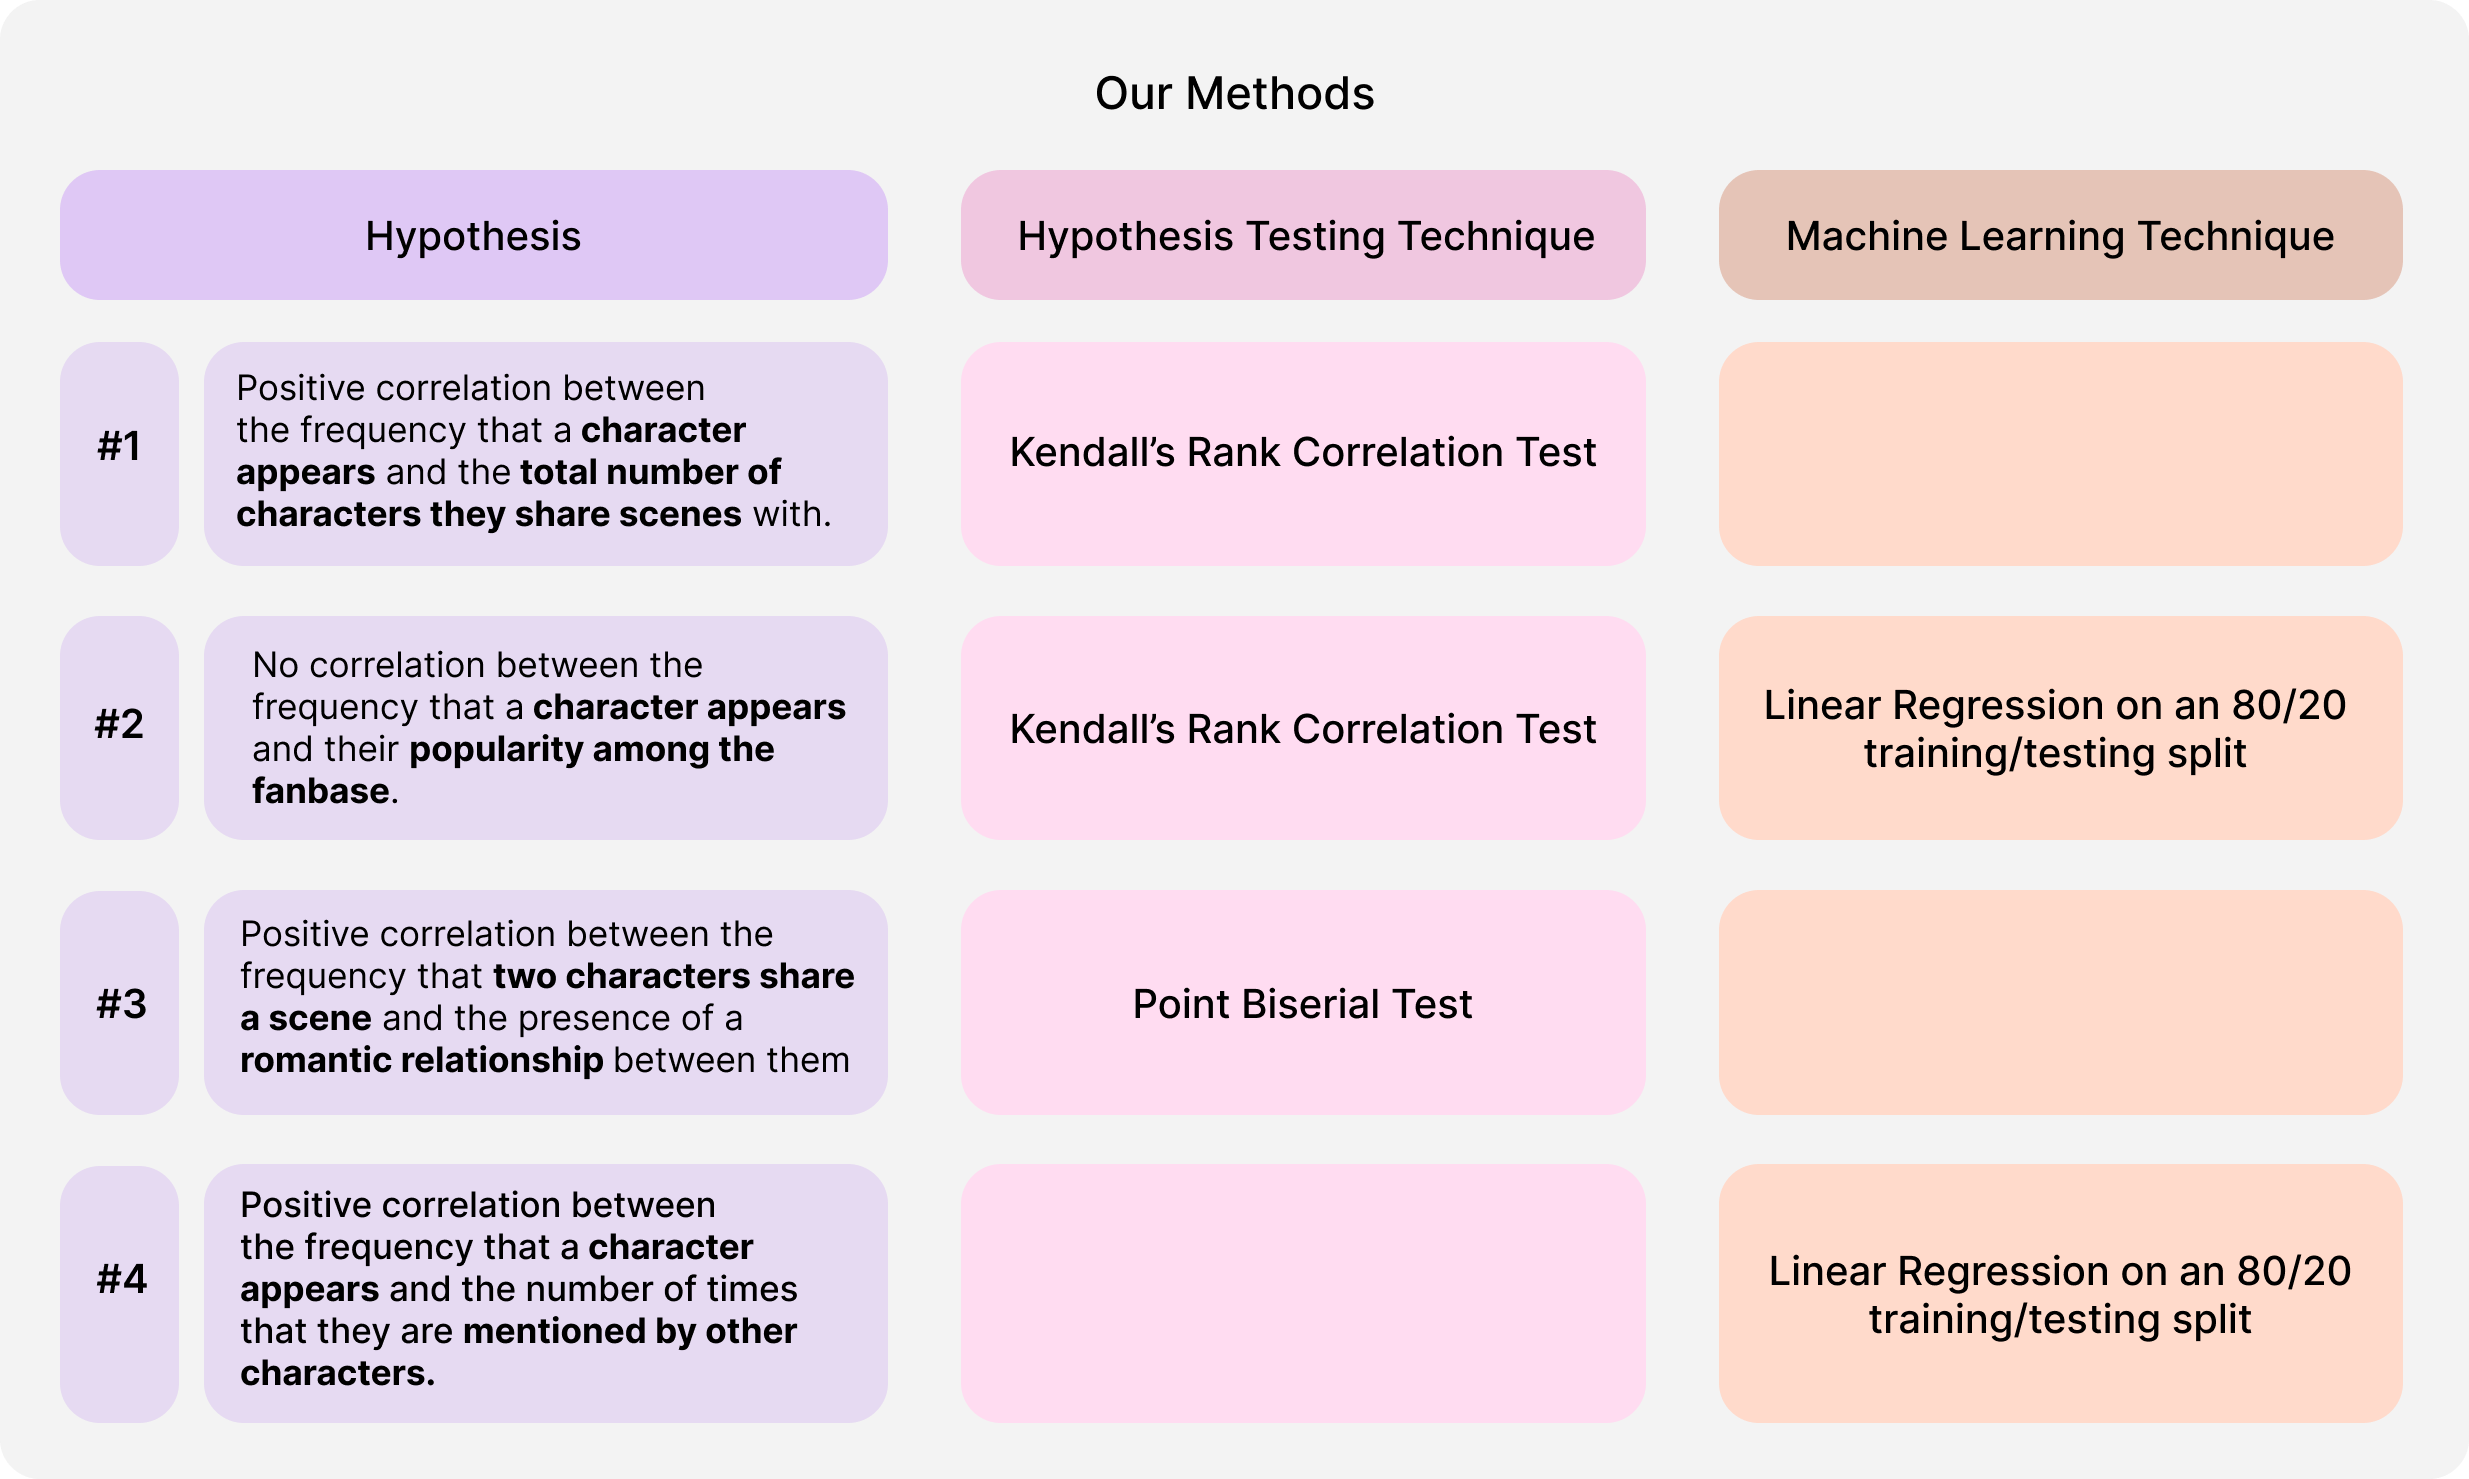 Our Methods
Hypothesis
Hypothesis Testing Technique
Machine Learning Technique
#1
Positive correlation between
the frequency that a character
appears and the total number of
characters they share scenes with.
Kendall’s Rank Correlation Test
#2
No correlation between the
frequency that a character appears
and their popularity among the
fanbase.
Kendall’s Rank Correlation Test
Linear Regression on an 80/20
training/testing split
#3
Positive correlation between the
frequency that two characters share
a scene and the presence of a
romantic relationship between them
Point Biserial Test
#4
Positive correlation between
the frequency that a character
appears and the number of times
that they are mentioned by other
characters.
Linear Regression on an 80/20
training/testing split